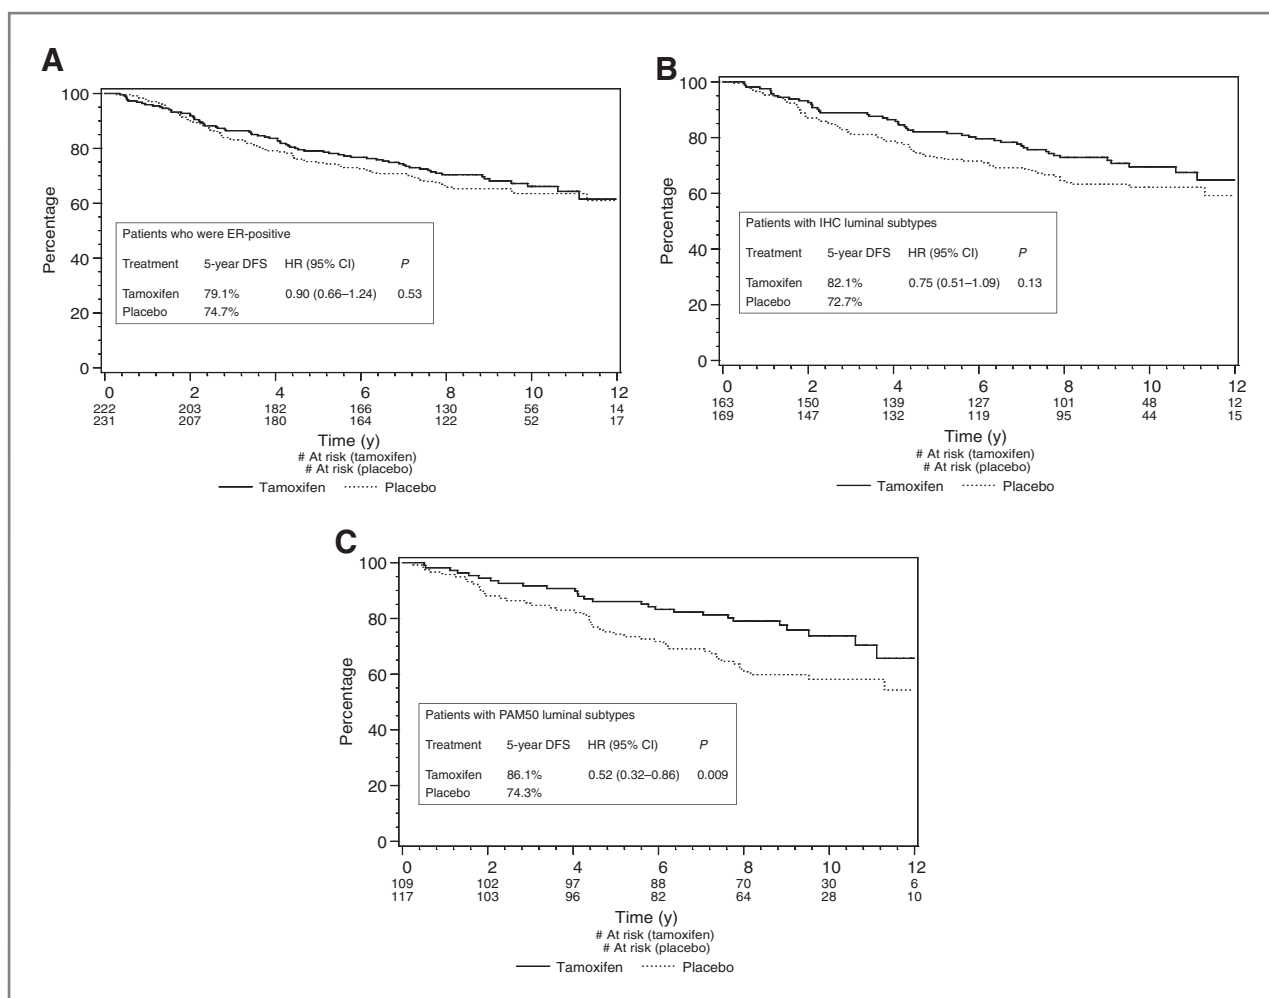 A
Percentage
100
80
60
40
20
0
Patients who were ER-positive
Treatment 5-year DFS HR (95% CI) P
Tamoxifen 79.1% 0.90 (0.66–1.24) 0.53
Placebo 74.7%
0 2 4 6 8 10 12
222 203 182 166 130 56 14
231 207 180 164 122 52 17
Time (y)
# At risk (tamoxifen)
# At risk (placebo)
Tamoxifen Placebo
B
Percentage
100
80
60
40
20
0
Patients with IHC luminal subtypes
Treatment 5-year DFS HR (95% CI) P
Tamoxifen 82.1% 0.75 (0.51–1.09) 0.13
Placebo 72.7%
0 2 4 6 8 10 12
163 150 139 127 101 48 12
169 147 132 119 95 44 15
Time (y)
# At risk (tamoxifen)
# At risk (placebo)
Tamoxifen Placebo
C
Percentage
100
80
60
40
20
0
Patients with PAM50 luminal subtypes
Treatment 5-year DFS HR (95% CI) P
Tamoxifen 86.1% 0.52 (0.32–0.86) 0.009
Placebo 74.3%
0 2 4 6 8 10 12
109 102 97 88 70 30 6
117 103 96 82 64 28 10
Time (y)
# At risk (tamoxifen)
# At risk (placebo)
Tamoxifen Placebo